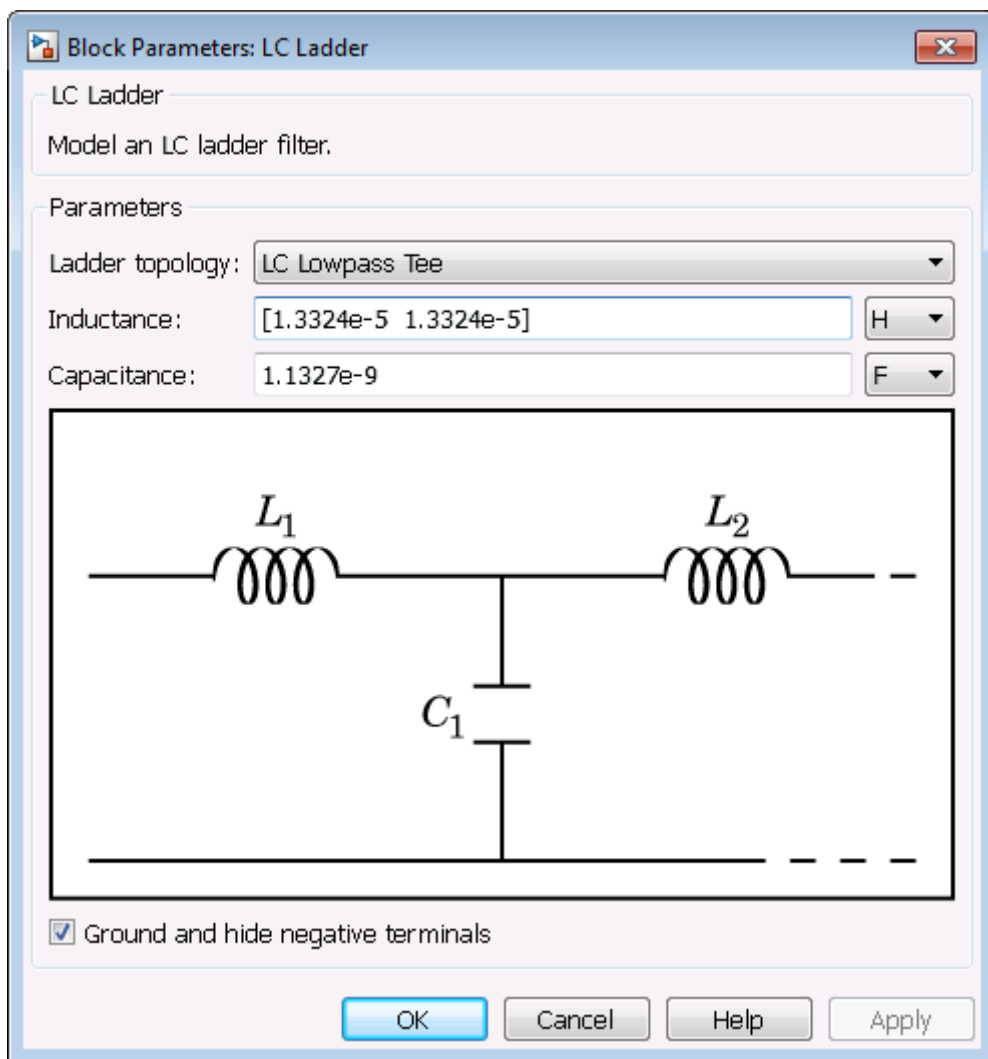 Block Parameters: LC Ladder
LC Ladder
Model an LC ladder filter.
Parameters
Ladder topology: LC Lowpass Tee
Inductance: [1.3324e-5 1.3324e-5] H
Capacitance: 1.1327e-9 F
L₁ L₂
C₁
Ground and hide negative terminals
OK Cancel Help Apply